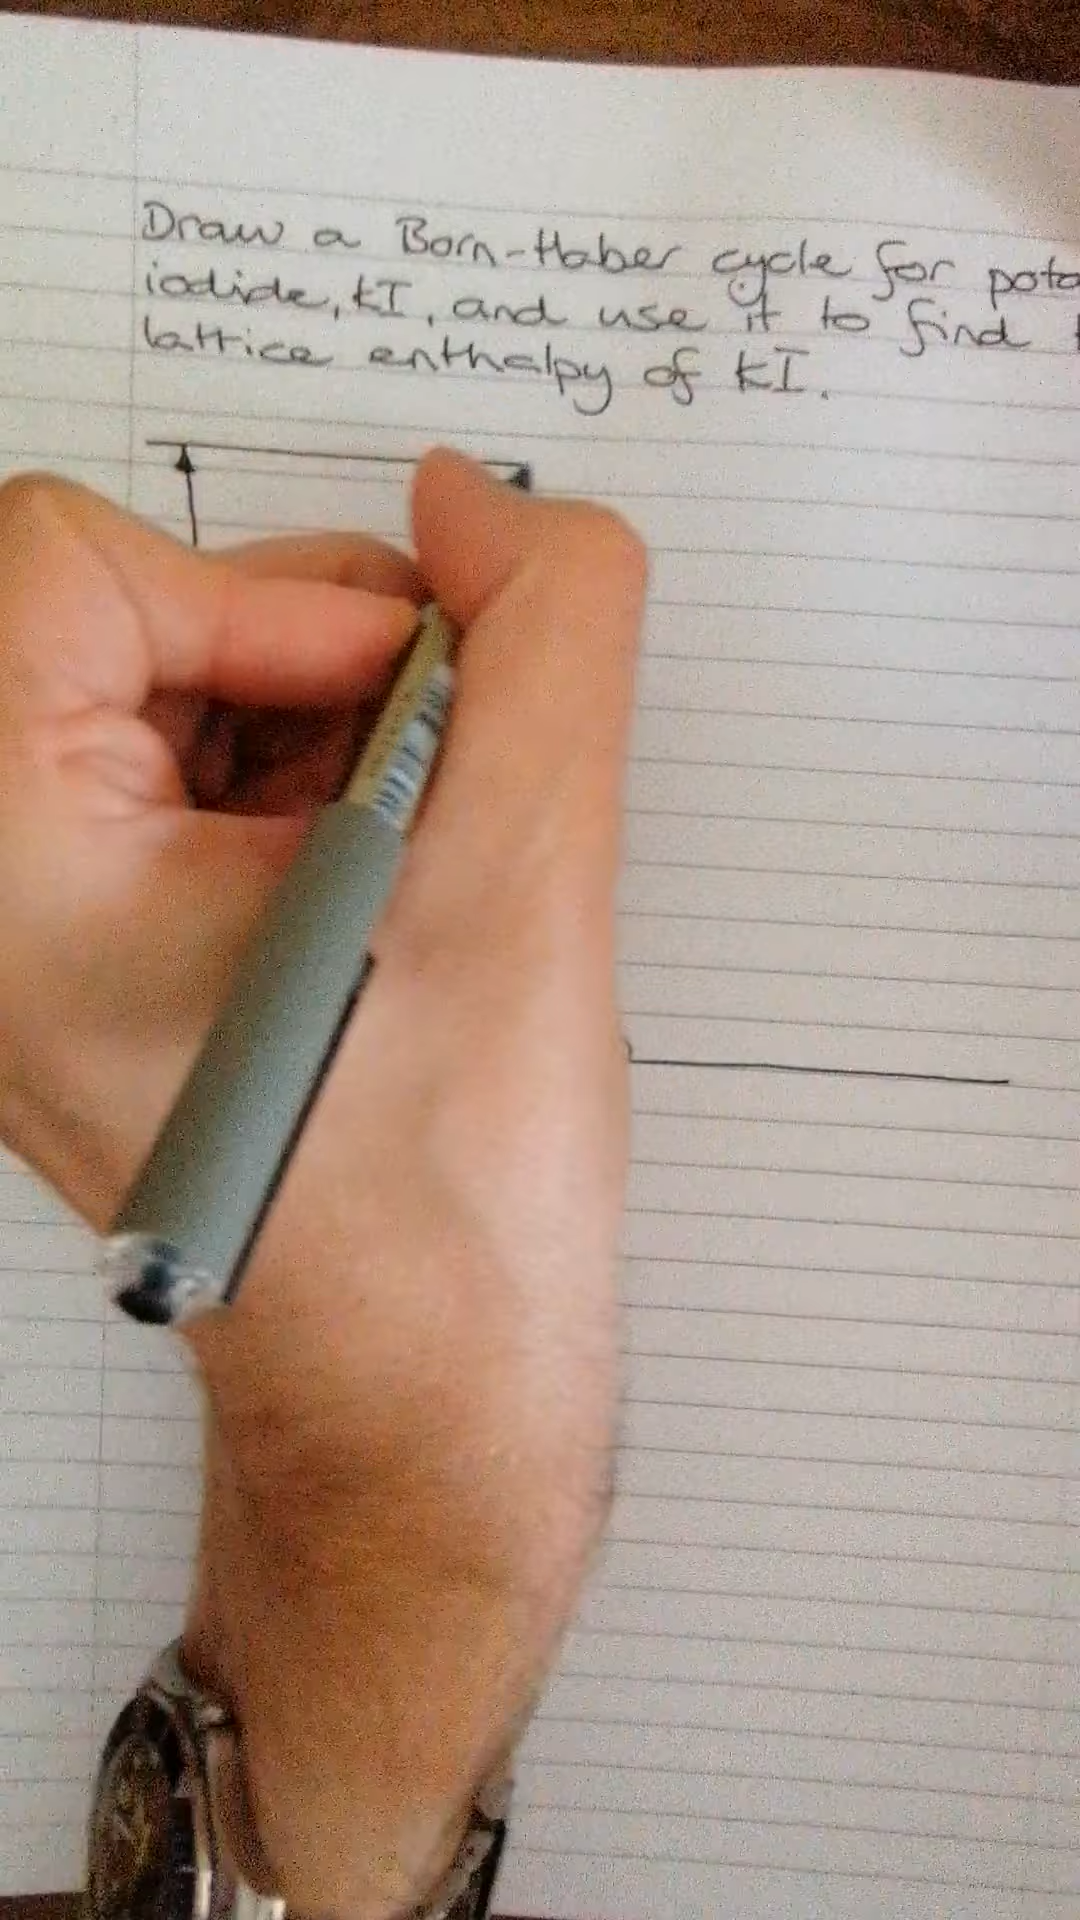 Draw a Born-Haber cycle for pota
iodide, KI, and use it to find
lattice enthalpy of KI.